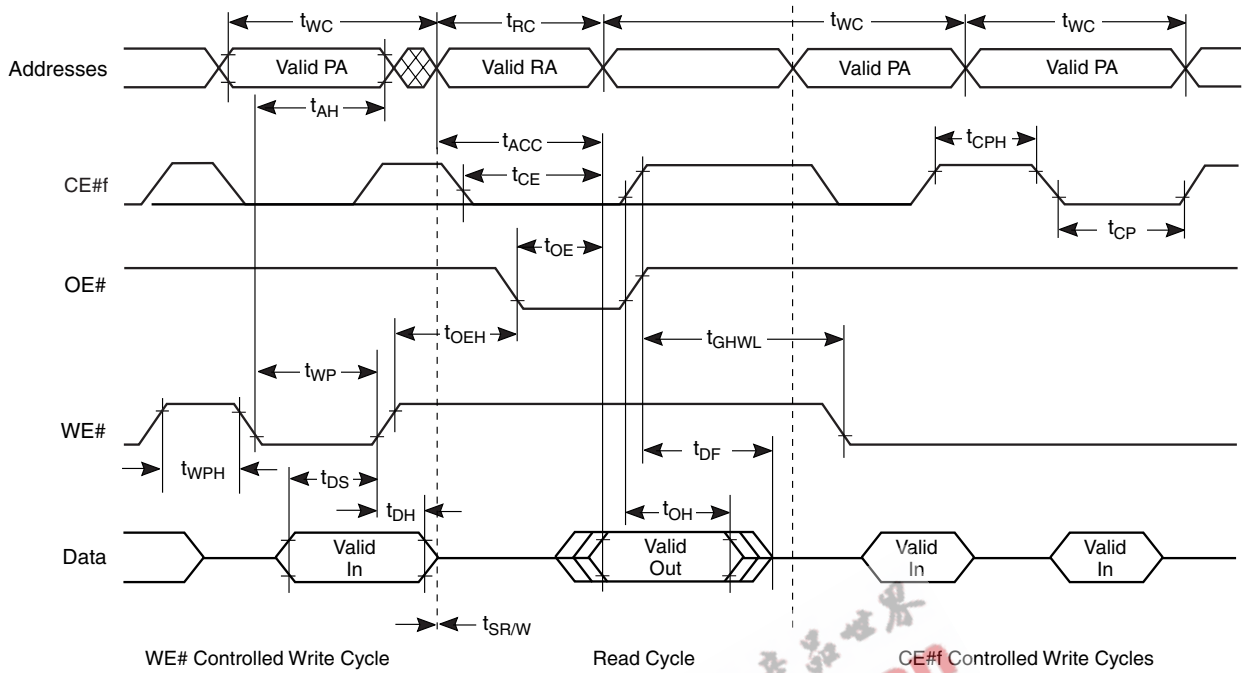 tWC
tRC
tWC
tWC
Addresses
Valid PA
Valid RA
Valid PA
Valid PA
tAH
tACC
tCPH
CE#f
tCE
tCP
tOE
OE#
tOEH
tGHWL
tWP
WE#
tWPH
tDF
tDS
tDH
tOH
Data
Valid
In
Valid
Out
Valid
In
Valid
In
tSR/W
WE# Controlled Write Cycle
Read Cycle
CE#f Controlled Write Cycles